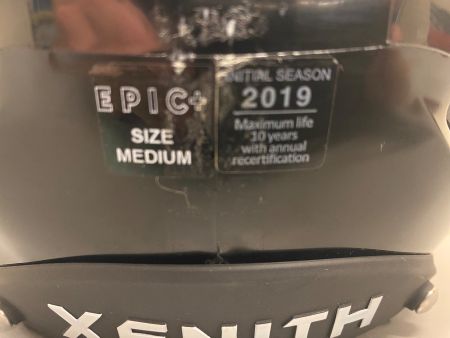 EPIC+
SIZE
MEDIUM
INITIAL SEASON
2019
Maximum life
10 years
with annual
recertification
XENITH